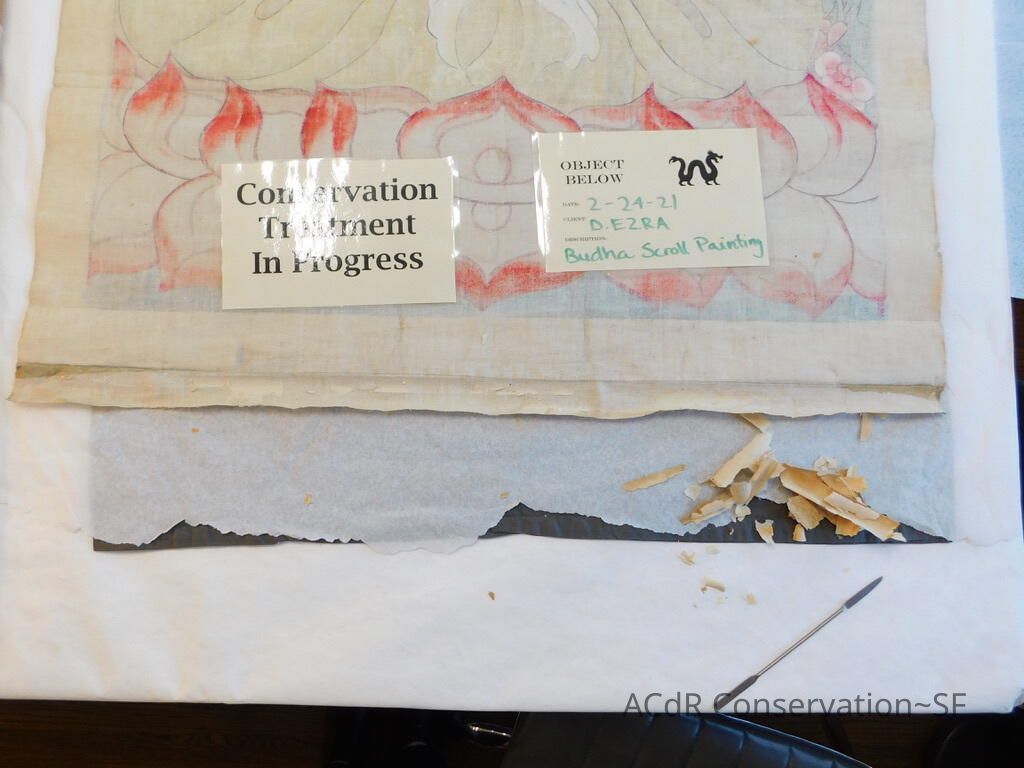 Conservation
Treatment
In Progress
OBJECT
BELOW
DATE: 2-24-21
CLIENT: D.EZRA
DESCRIPTION:
Budha Scroll Painting
ACdR Conservation~SF